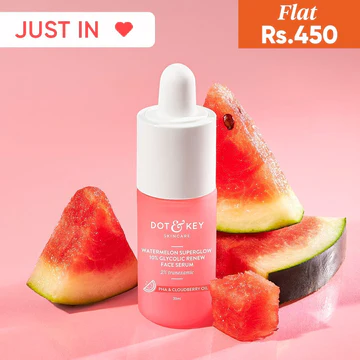 JUST IN
Flat
Rs.450
DOT & KEY
SKINCARE
WATERMELON SUPERGLOW
10% GLYCOLIC RENEW
FACE SERUM
PHA & CLOUDBERRY OIL